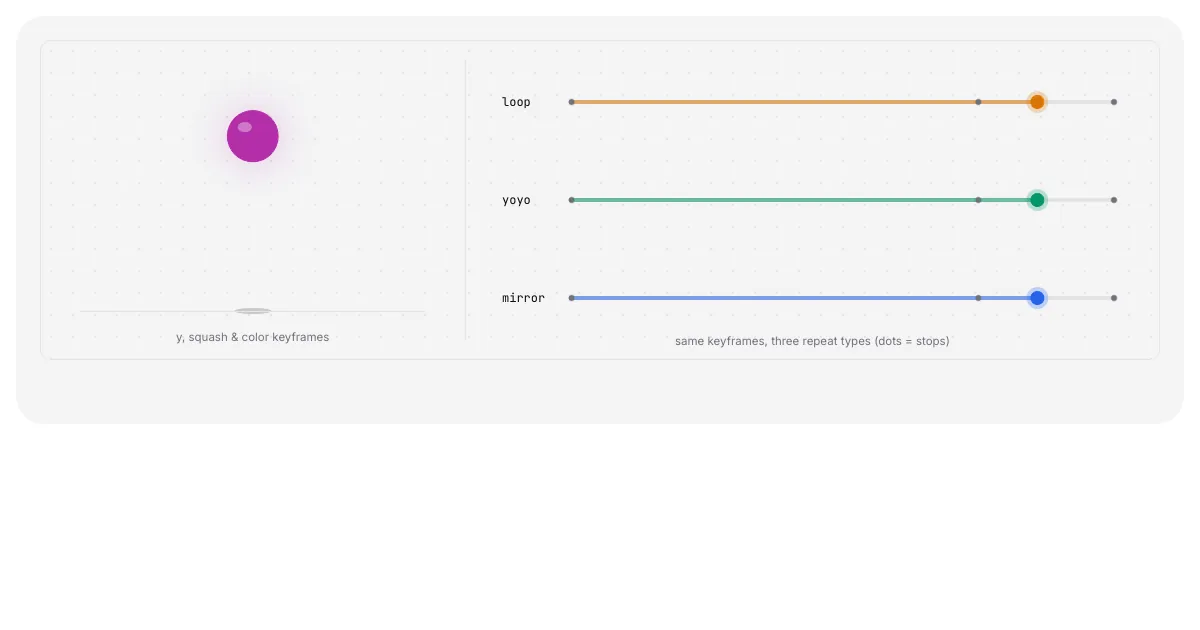 loop
yoyo
mirror
y, squash & color keyframes
same keyframes, three repeat types (dots = stops)